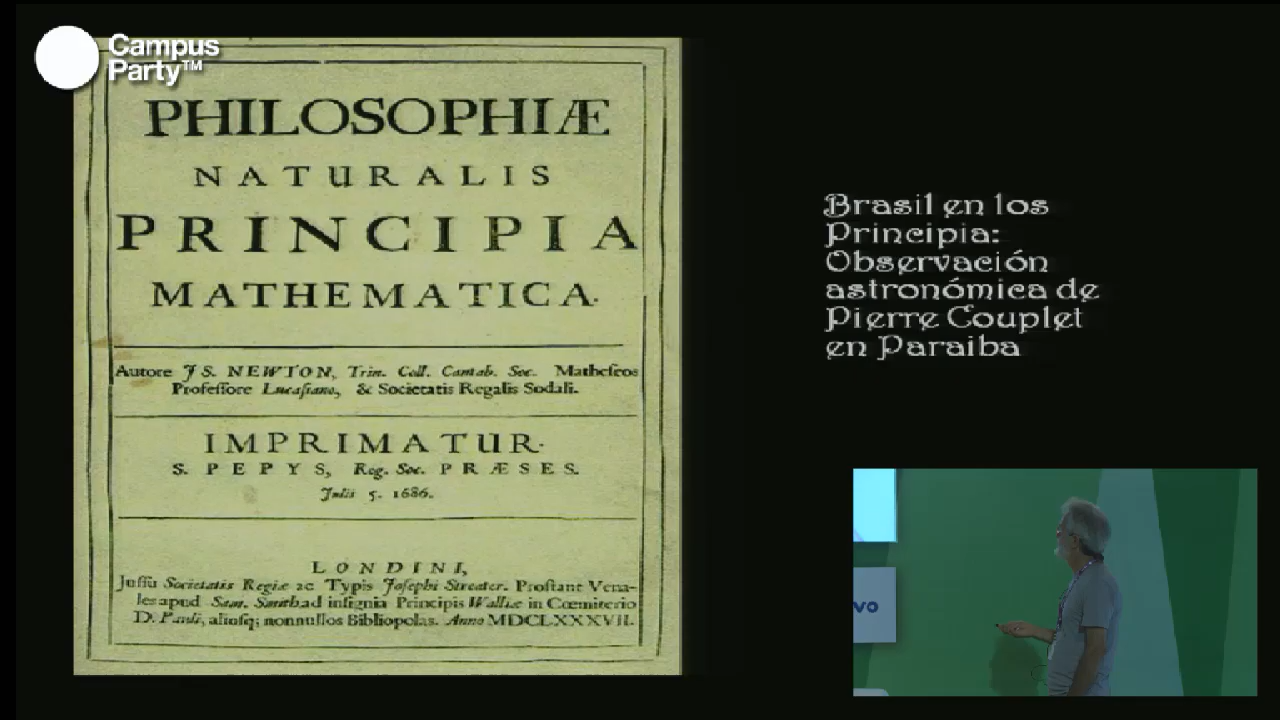 Campus
Party™
PHILOSOPHIÆ
NATURALIS
PRINCIPIA
MATHEMATICA.
Autore J S. NEWTON, Trin. Coll. Cantab. Soc. Matheseos
Professore Lucasiano, & Societatis Regalis Sodali.
IMPRIMATUR.
S. PEPYS, Reg. Soc. PRÆSES.
Julii 5. 1686.
LONDINI,
Jussu Societatis Regiæ ac Typis Josephi Streater. Prostant Vena-
les apud Sam. Smith ad insignia Principis Walliæ in Cœmiterio
D. Pauli, aliosq; nonnullos Bibliopolas. Anno MDCLXXXVII.
Brasil en los
Principia:
Observación
astronómica de
Pierre Couplet
en Paraiba
vo